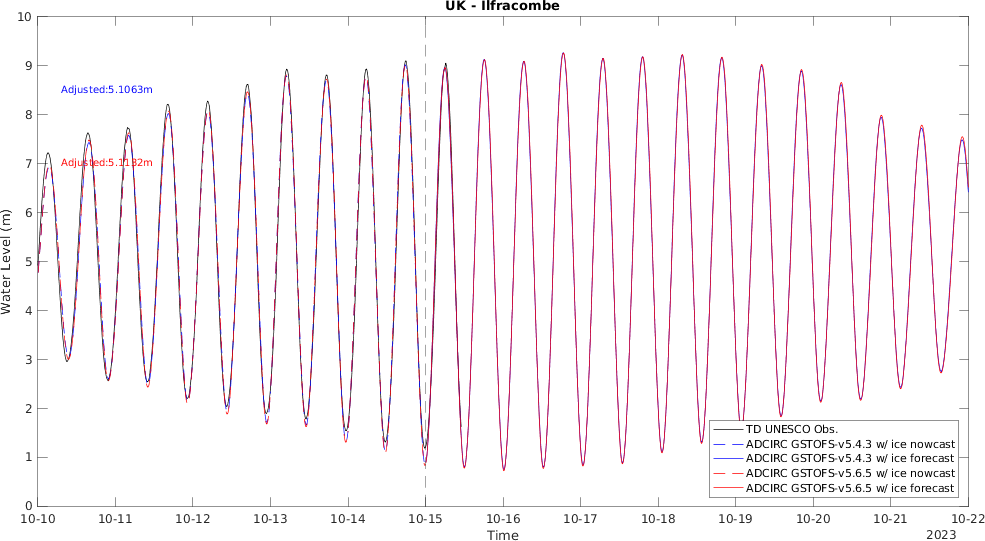 UK - Ilfracombe
10
9
8
7
6
5
4
3
2
1
0
Water Level (m)
Adjusted:5.1063m
Adjusted:5.1132m
TD UNESCO Obs.
ADCIRC GSTOFS-v5.4.3 w/ ice nowcast
ADCIRC GSTOFS-v5.4.3 w/ ice forecast
ADCIRC GSTOFS-v5.6.5 w/ ice nowcast
ADCIRC GSTOFS-v5.6.5 w/ ice forecast
10-10 10-11 10-12 10-13 10-14 10-15 10-16 10-17 10-18 10-19 10-20 10-21 10-22
Time
2023